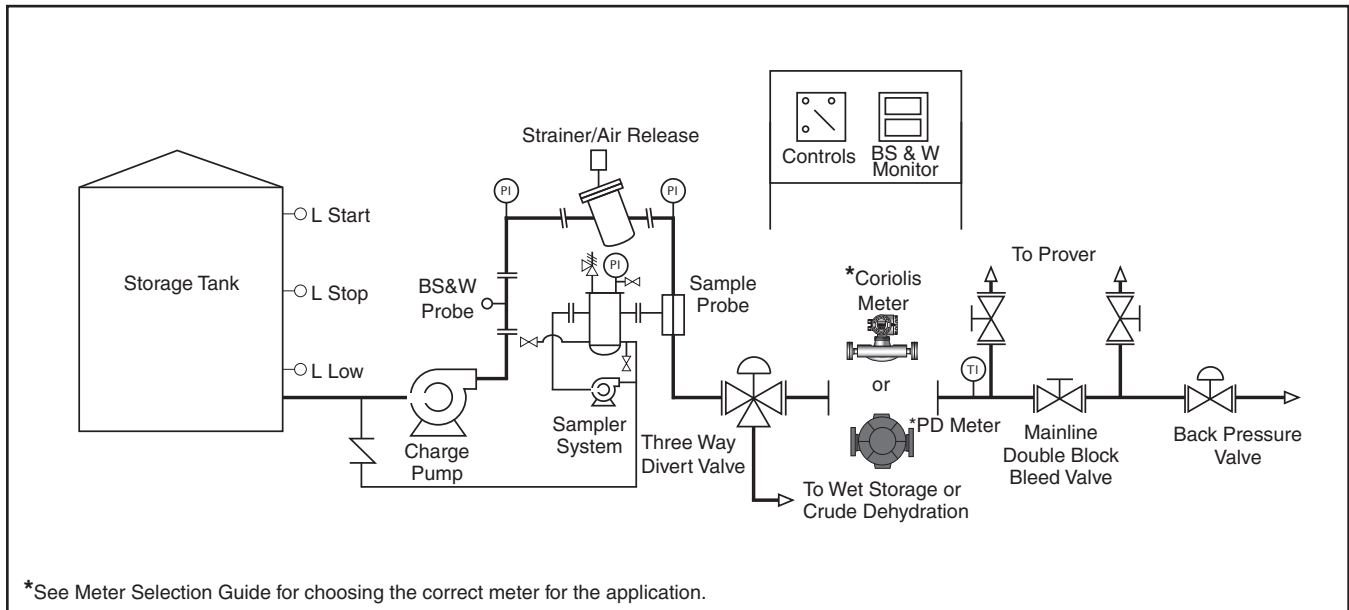 Controls
BS & W
Monitor
Strainer/Air Release
PI
PI
L Start
Storage Tank
L Stop
L Low
BS&W
Probe
PI
Sample
Probe
Charge
Pump
Sampler
System
Three Way
Divert Valve
To Wet Storage or
Crude Dehydration
*Coriolis
Meter
or
*PD Meter
TI
To Prover
Mainline
Double Block
Bleed Valve
Back Pressure
Valve
*See Meter Selection Guide for choosing the correct meter for the application.